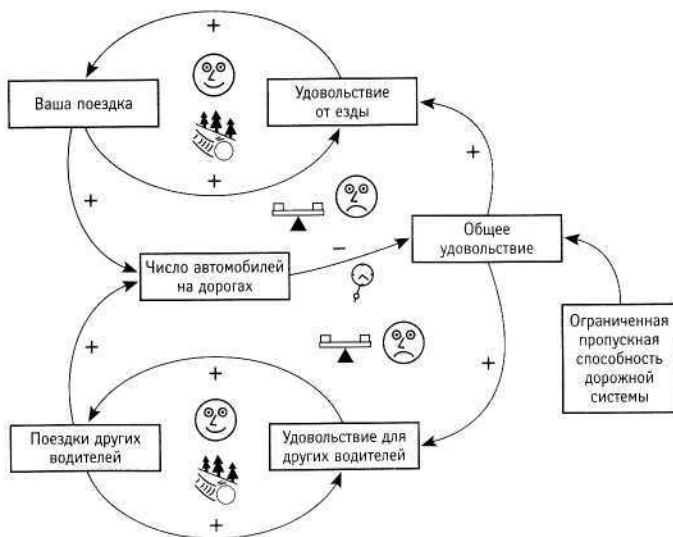 +
Ваша поездка
Удовольствие
от езды
+
+
+
−
Общее
удовольствие
Число автомобилей
на дорогах
Ограниченная
пропускная
способность
дорожной
системы
+
+
+
Поездки других
водителей
Удовольствие для
других водителей
+